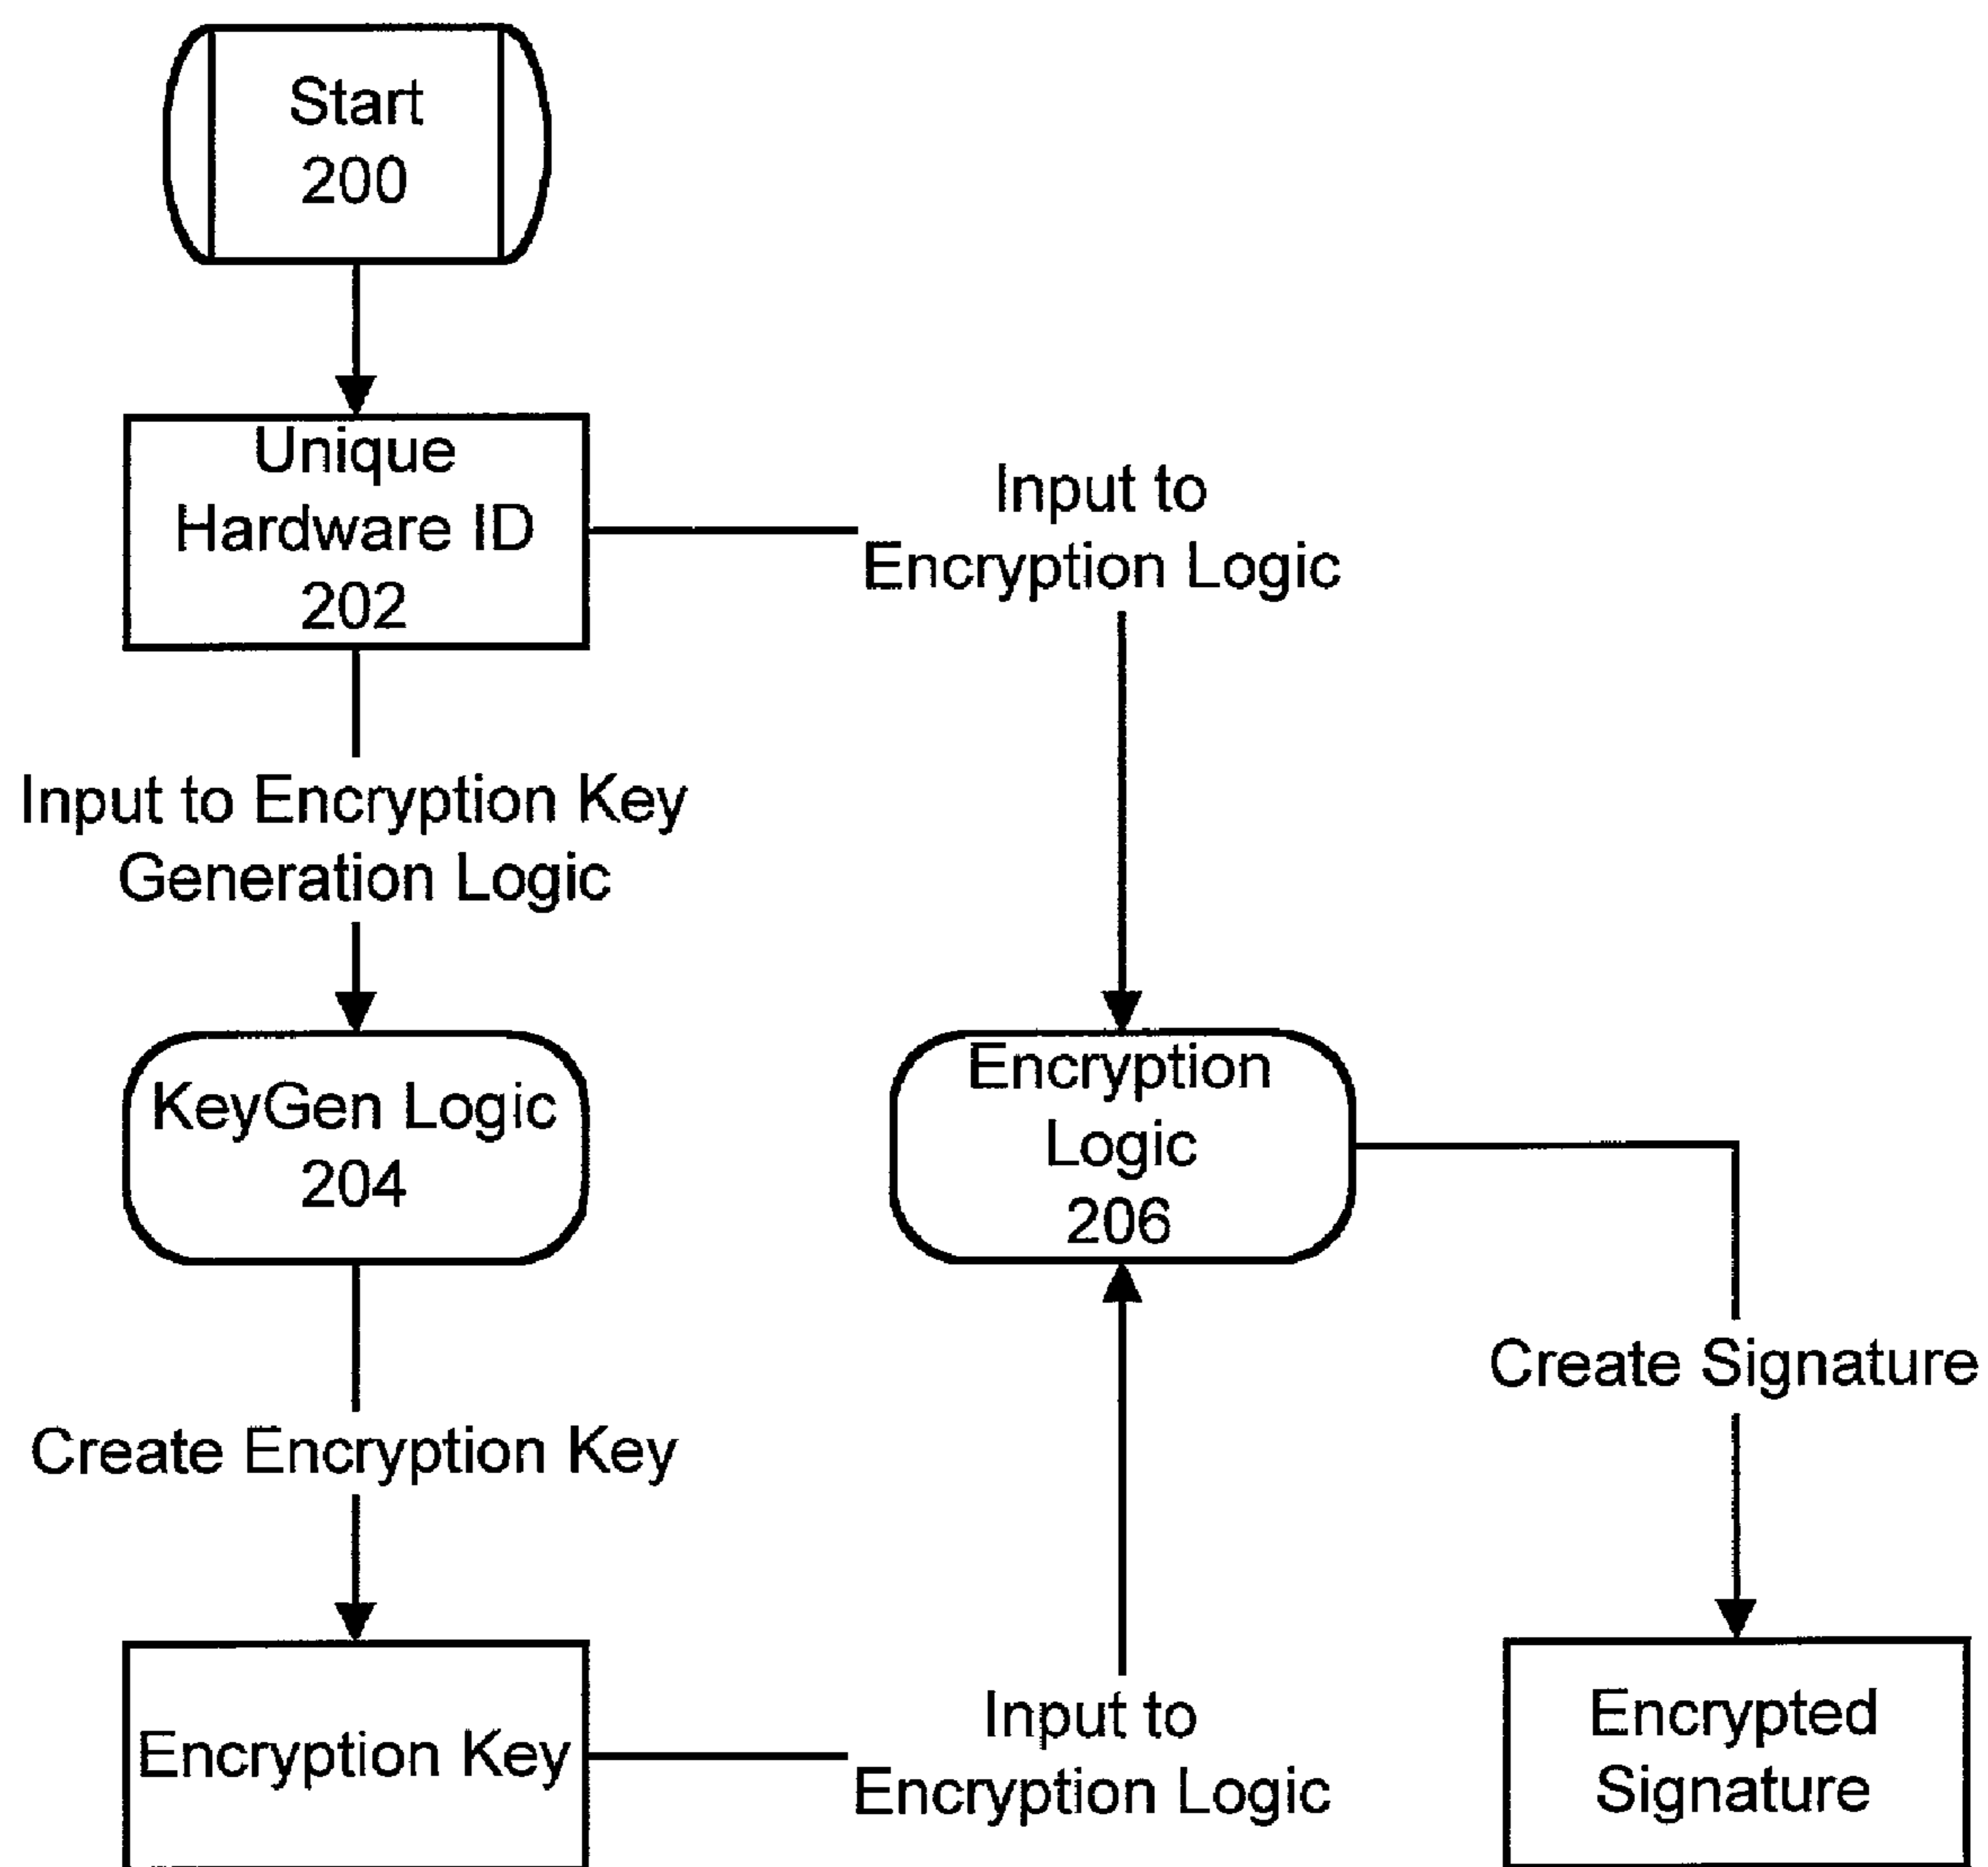 Start
200
Unique
Hardware ID
202
Input to
Encryption Logic
Input to Encryption Key
Generation Logic
KeyGen Logic
204
Encryption
Logic
206
Create Signature
Create Encryption Key
Encryption Key
Input to
Encryption Logic
Encrypted
Signature